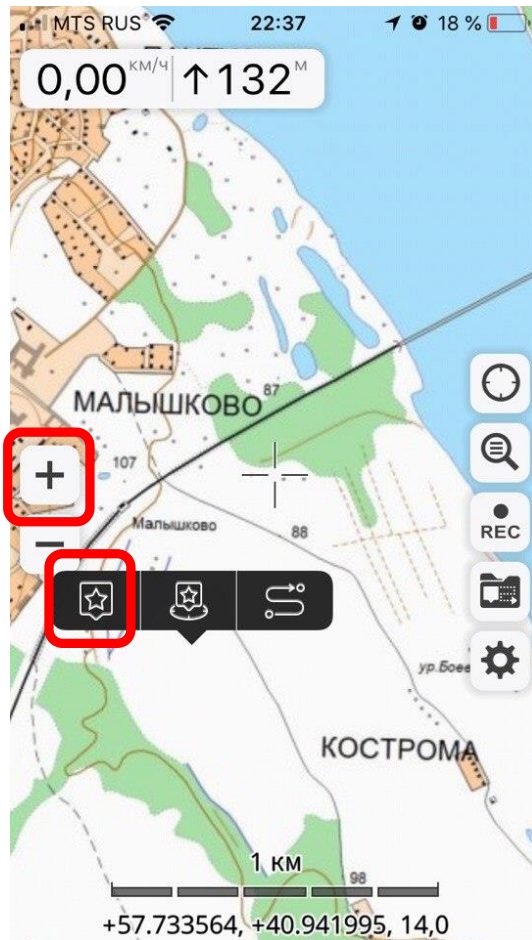 MTS RUS 22:37 18 %
0,00 КМ/Ч ↑132 М
87
МАЛЫШКОВО
107
+
REC
Малышково
88
−
ур.Боев
КОСТРОМА
1 км
98
+57.733564, +40.941995, 14,0